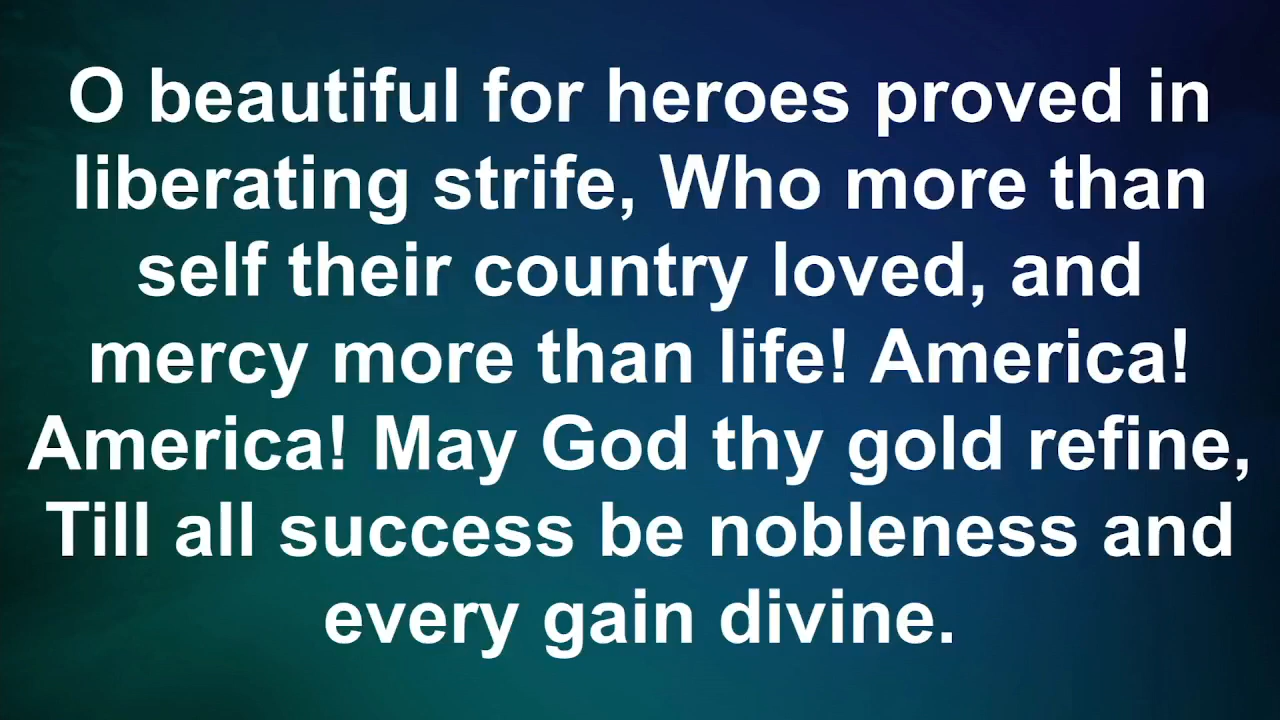 O beautiful for heroes proved in
liberating strife, Who more than
self their country loved, and
mercy more than life! America!
America! May God thy gold refine,
Till all success be nobleness and
every gain divine.